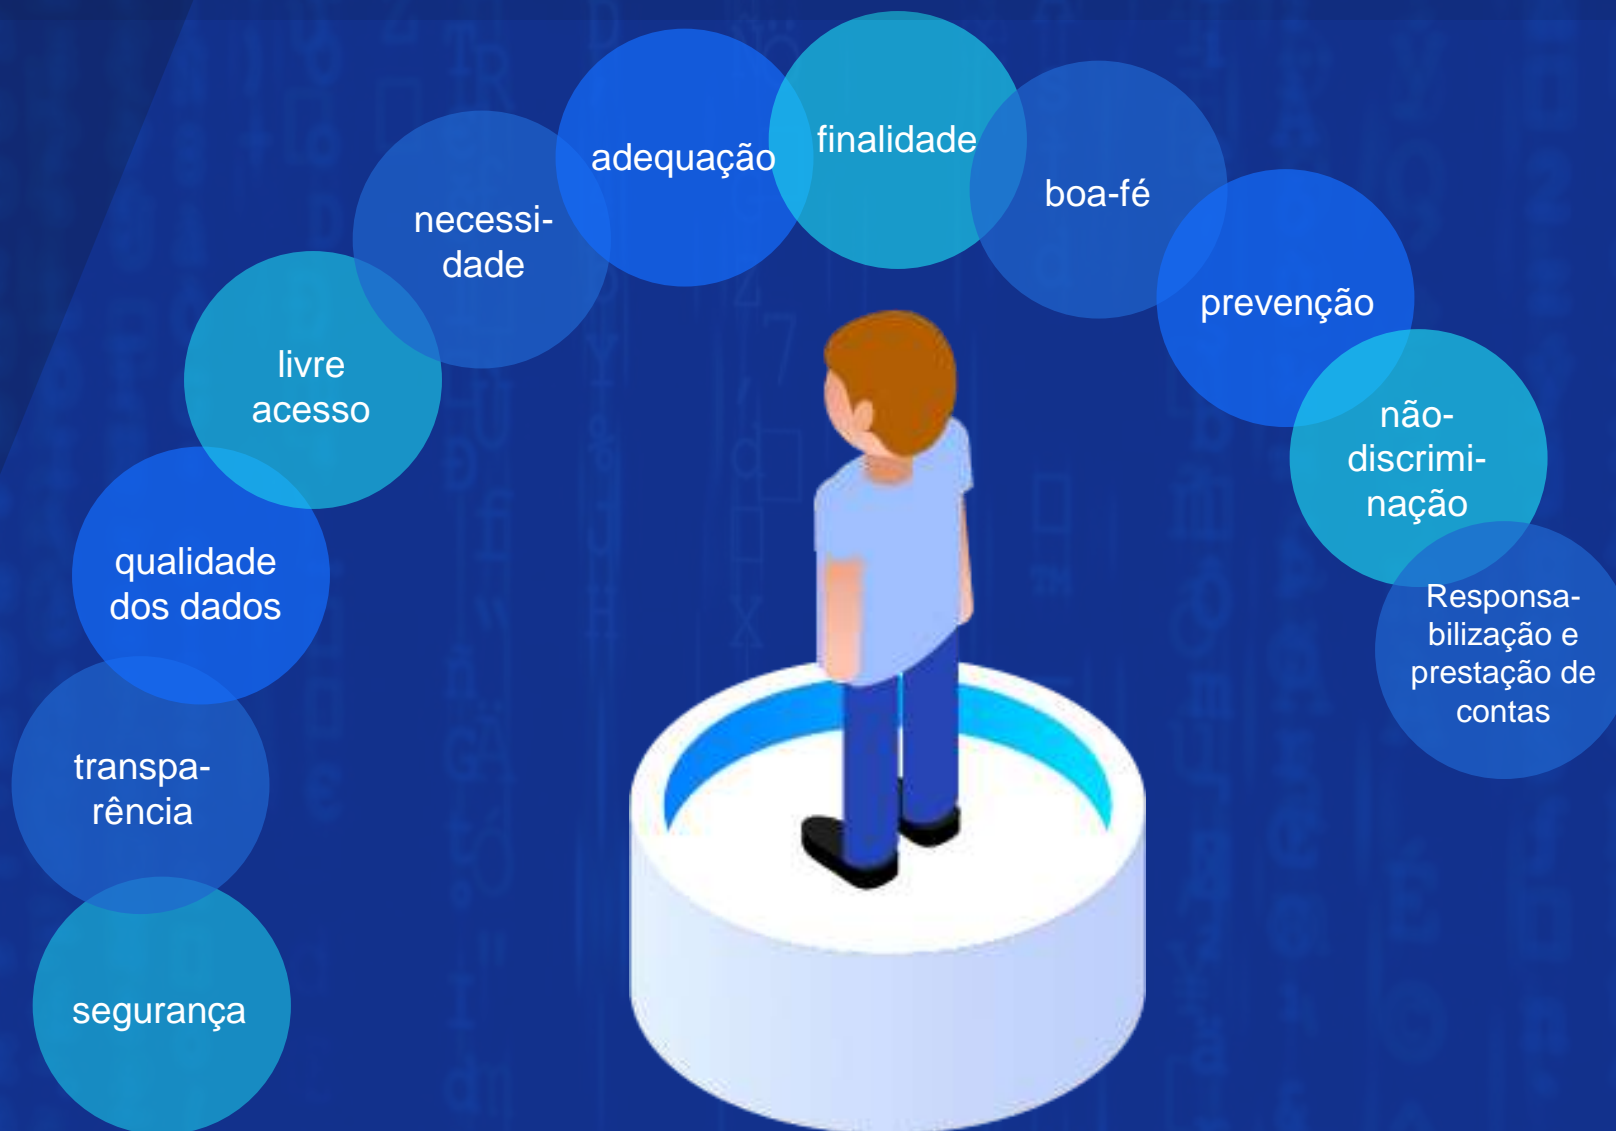 segurança
transpa-
rência
qualidade
dos dados
livre
acesso
necessi-
dade
adequação
finalidade
boa-fé
prevenção
não-
discrimi-
nação
Responsa-
bilização e
prestação de
contas